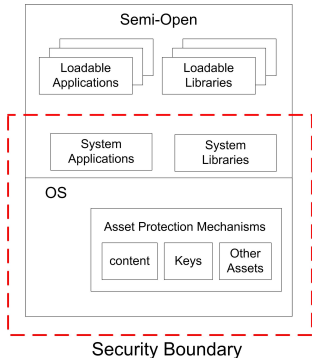 Semi-Open
Loadable
Applications
Loadable
Libraries
System
Applications
System
Libraries
OS
Asset Protection Mechanisms
content
Keys
Other
Assets
Security Boundary